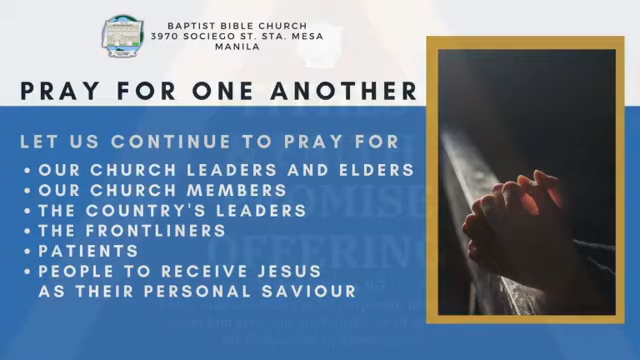 BAPTIST BIBLE CHURCH
3970 SOCIEGO ST. STA. MESA
MANILA
PRAY FOR ONE ANOTHER
LET US CONTINUE TO PRAY FOR
• OUR CHURCH LEADERS AND ELDERS
• OUR CHURCH MEMBERS
• THE COUNTRY'S LEADERS
• THE FRONTLINERS
• PATIENTS
• PEOPLE TO RECEIVE JESUS
AS THEIR PERSONAL SAVIOUR
OFFERING